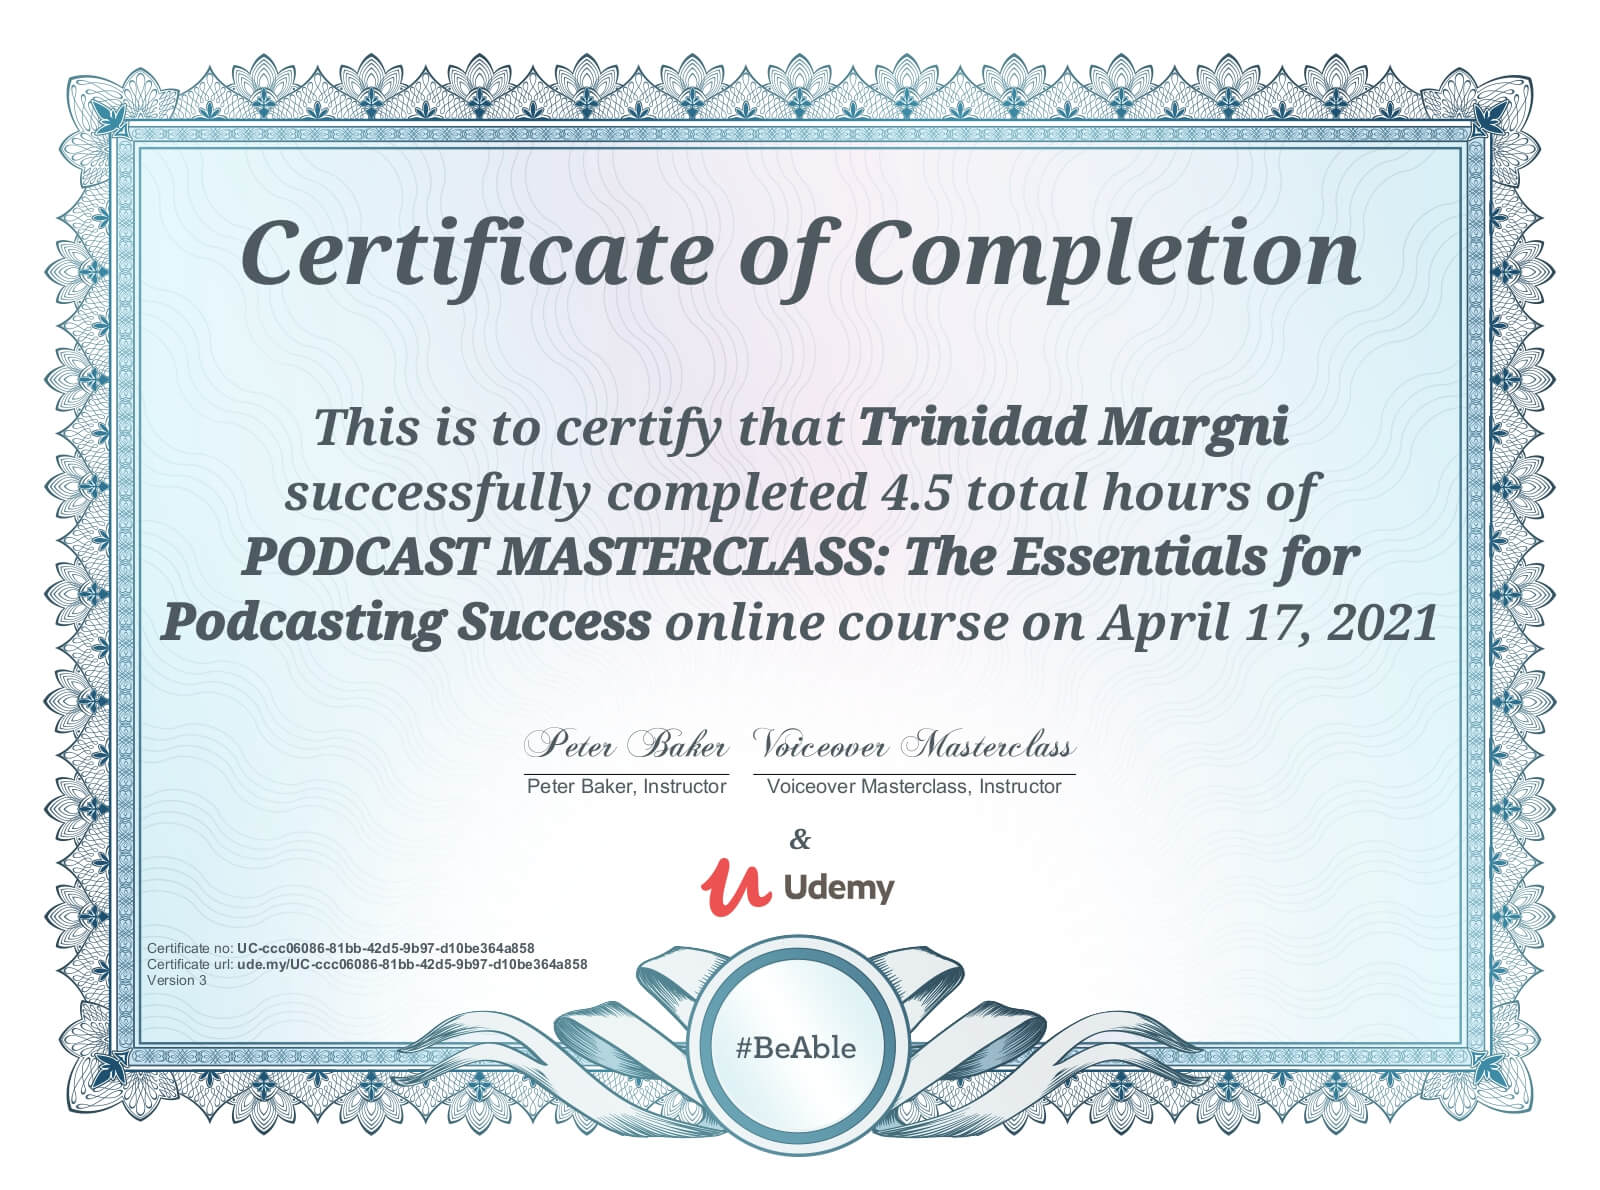 Certificate of Completion
This is to certify that Trinidad Margni
successfully completed 4.5 total hours of
PODCAST MASTERCLASS: The Essentials for
Podcasting Success online course on April 17, 2021
Peter Baker Voiceover Masterclass
Peter Baker, Instructor Voiceover Masterclass, Instructor
&
Udemy
Certificate no: UC-ccc06086-81bb-42d5-9b97-d10be364a858
Certificate url: ude.my/UC-ccc06086-81bb-42d5-9b97-d10be364a858
Version 3
#BeAble